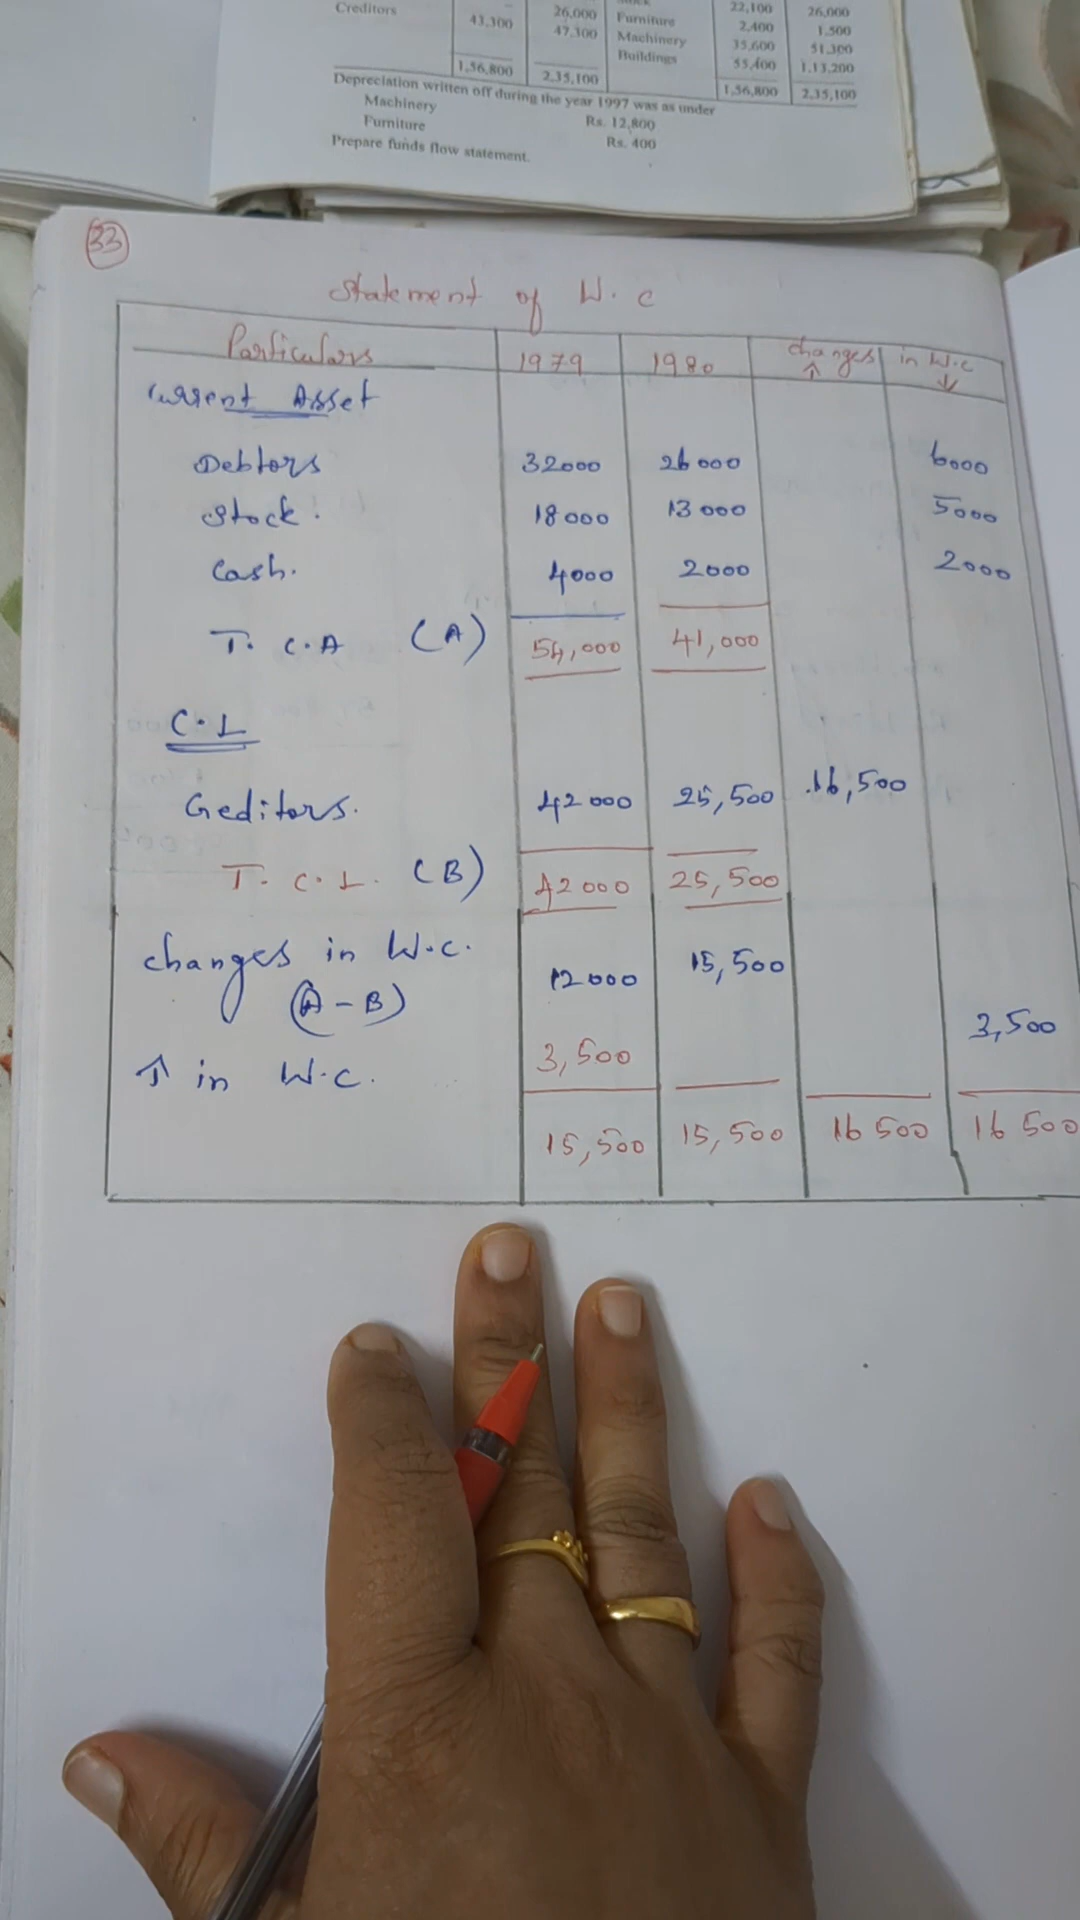 Creditors 43,300 26,000 Furniture 22,100 26,000
47,300 Machinery 2,400 1,500
Buildings 35,600 51,300
1,56,800 2,35,100 55,400 1,13,200
1,56,800 2,35,100
Depreciation written off during the year 1997 was as under
Machinery Rs. 12,800
Furniture Rs. 400
Prepare funds flow statement.
33
Statement of W.C
Particulars 1979 1980 changes in W.C
↑ ↓
Current Asset
Debtors 32000 26000 6000
Stock. 18000 13000 5000
Cash. 4000 2000 2000
T. C.A (A) 54,000 41,000
C.L
Creditors. 42000 25,500 16,500
T. C.L. (B) 42000 25,500
changes in W.C. 12000 15,500
(A-B) 3,500
↑ in W.C. 3,500
15,500 15,500 16500 16500